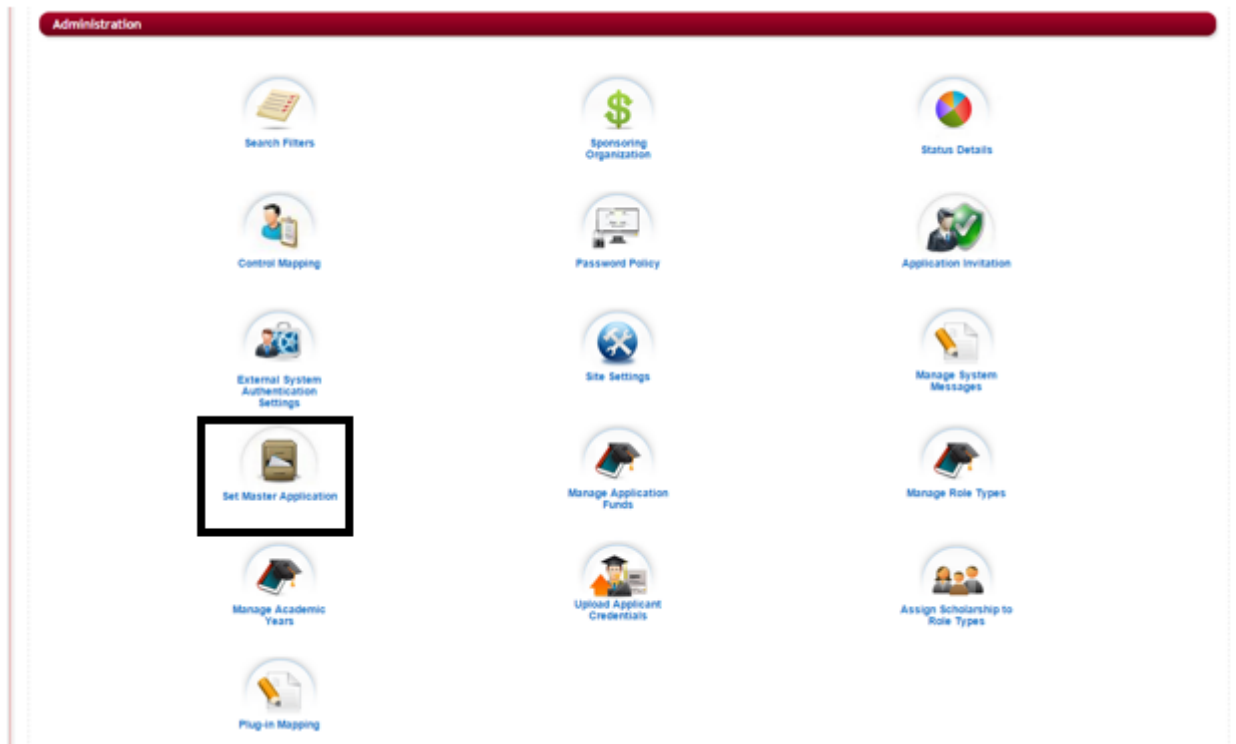 Administration
Search Filters
Sponsoring
Organization
Status Details
Control Mapping
Password Policy
Application Invitation
External System
Authentication
Settings
Site Settings
Manage System
Messages
Set Master Application
Manage Application
Funds
Manage Role Types
Manage Academic
Years
Upload Applicant
Credentials
Assign Scholarship to
Role Types
Plug-in Mapping